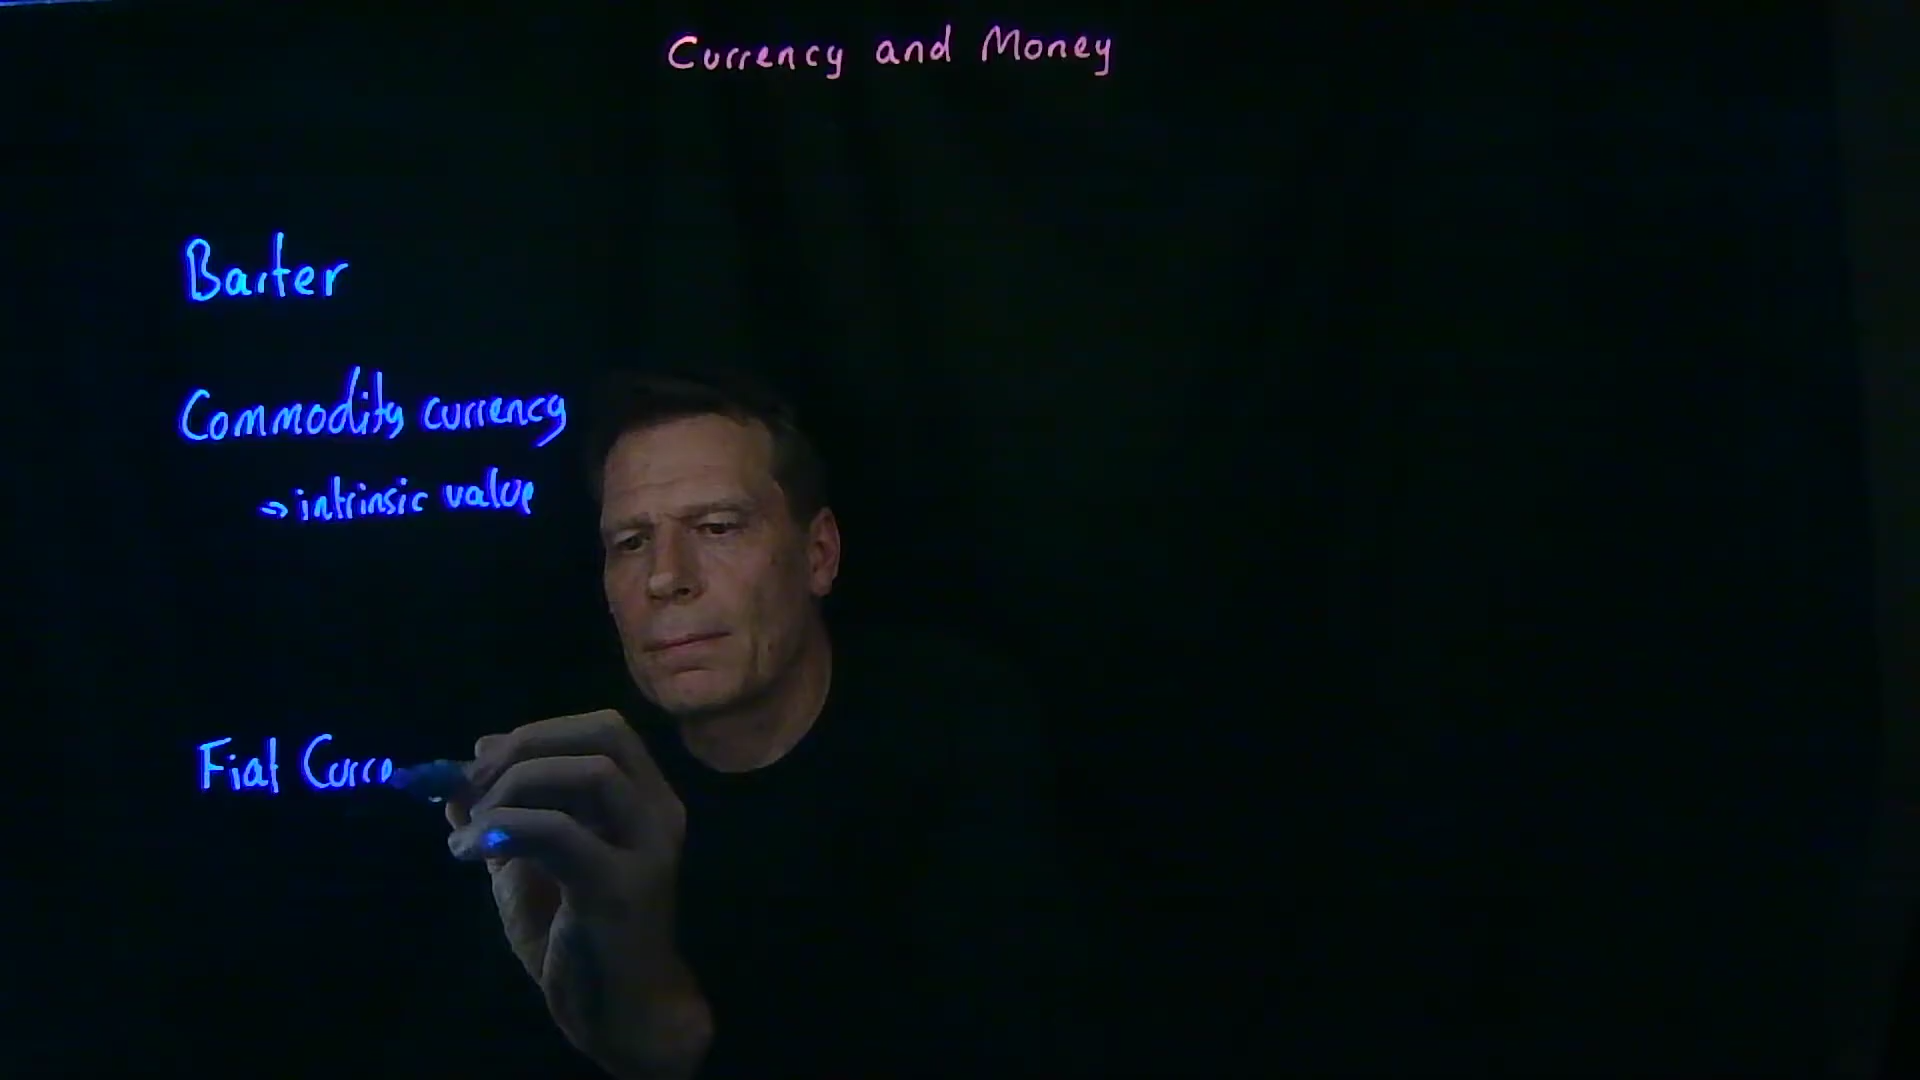 Currency and Money
Barter
Commodity currency
→ intrinsic value
Fiat Curre